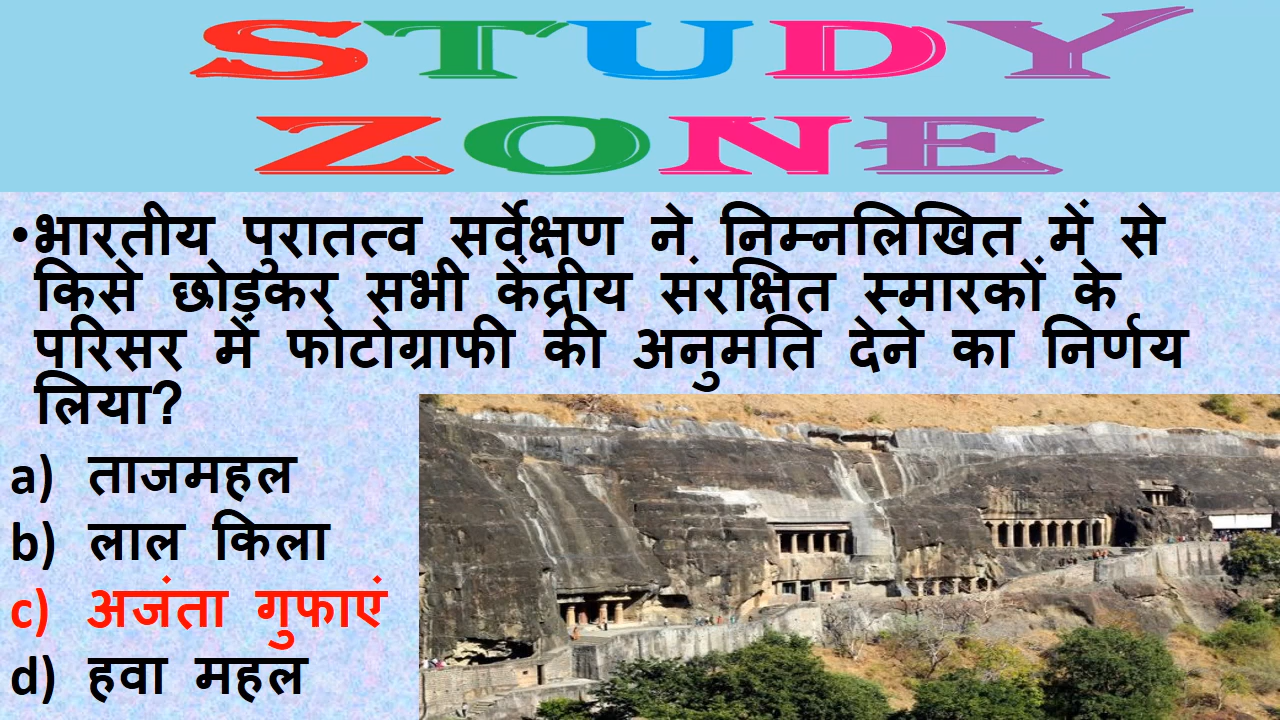 STUDY
ZONE
•भारतीय पुरातत्व सर्वेक्षण ने निम्नलिखित में से
किसे छोड़कर सभी केंद्रीय संरक्षित स्मारकों के
परिसर में फोटोग्राफी की अनुमति देने का निर्णय
लिया?
a) ताजमहल
b) लाल किला
c) अजंता गुफाएं
d) हवा महल